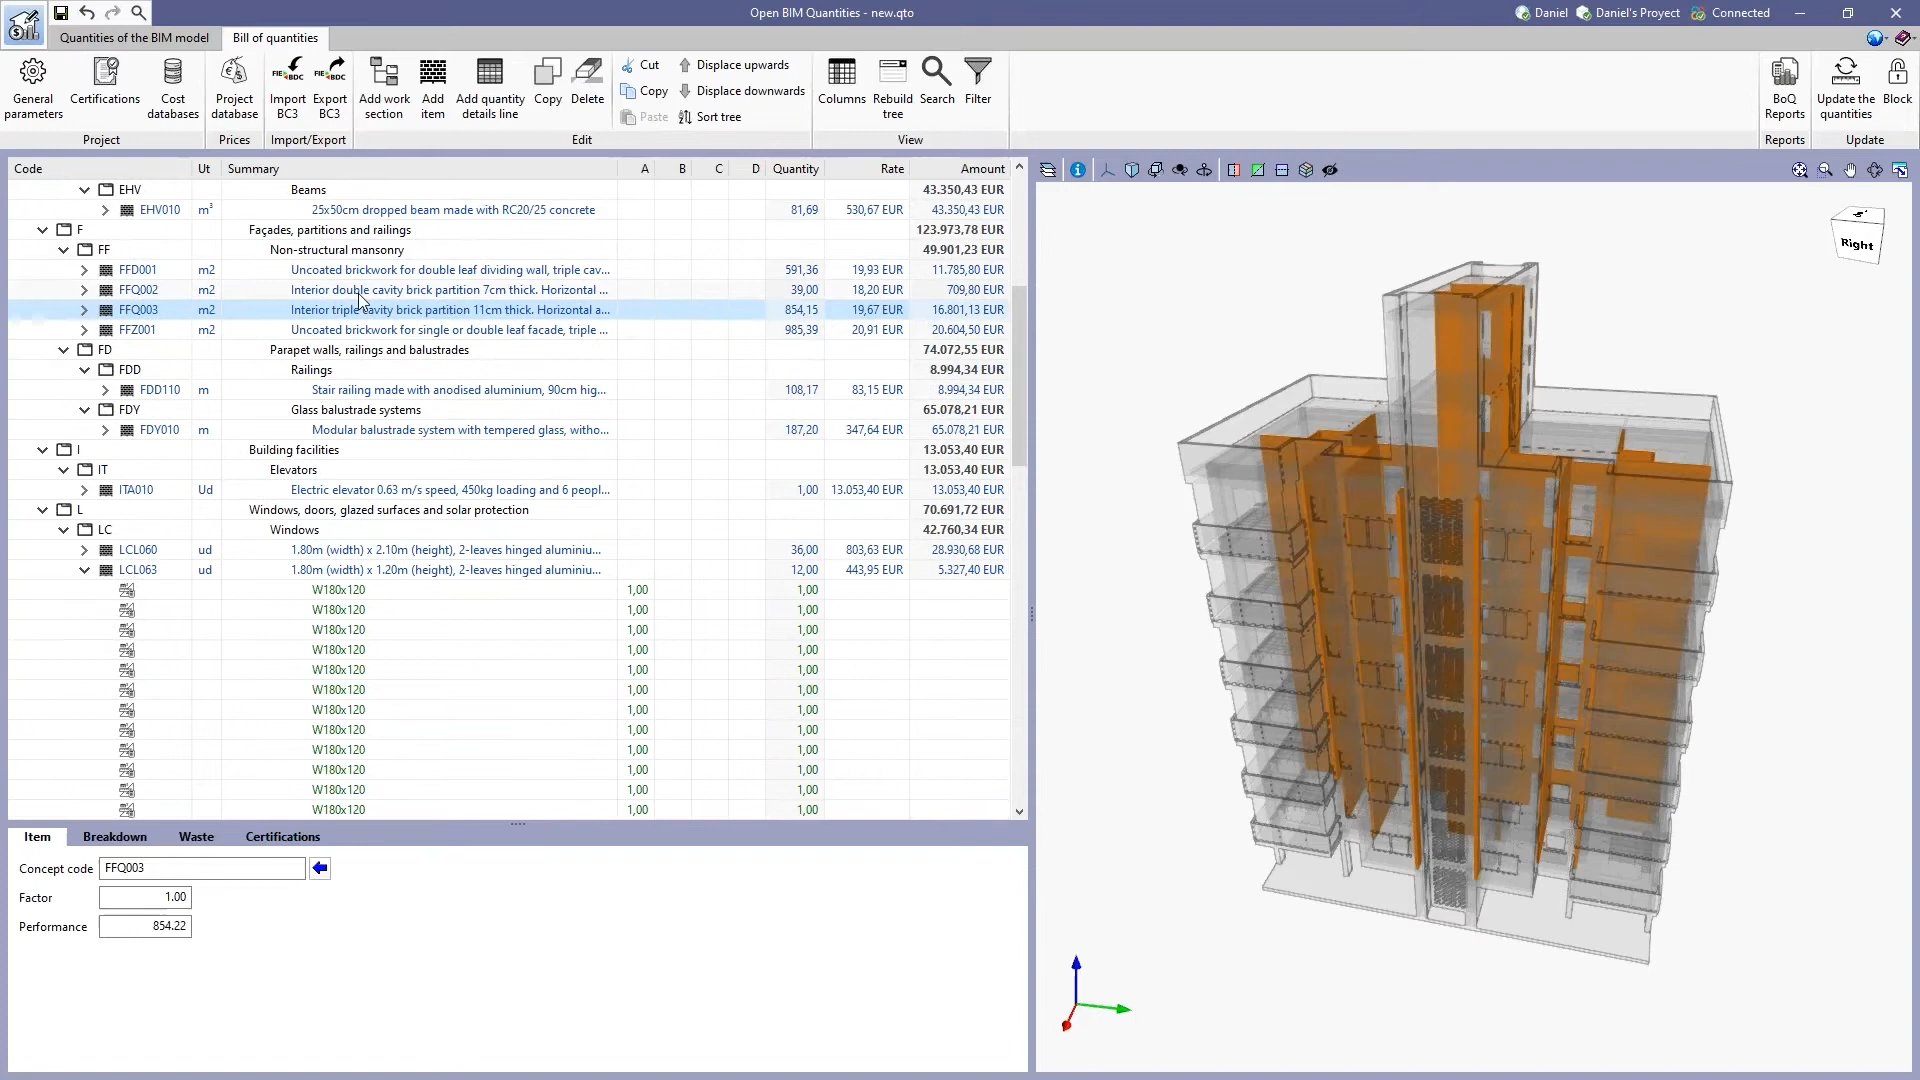 Open BIM Quantities - new.qto
Daniel
Daniel's Project
Connected
Quantities of the BIM model
Bill of quantities
General parameters
Certifications
Cost databases
Project database
Import BC3
Export BC3
Add work section
Add item
Add quantity details line
Copy
Delete
Cut
Copy
Paste
Displace upwards
Displace downwards
Sort tree
Columns
Rebuild tree
Search
Filter
BoQ Reports
Update the quantities
Block
Project
Prices
Import/Export
Edit
View
Reports
Update
Code Ut Summary A B C D Quantity Rate Amount
EHV Beams 43.350,43 EUR
EHV010 m³ 25x50cm dropped beam made with RC20/25 concrete 81,69 530,67 EUR 43.350,43 EUR
F Façades, partitions and railings 123.973,78 EUR
FF Non-structural mansonry 49.901,23 EUR
FFD001 m2 Uncoated brickwork for double leaf dividing wall, triple cav... 591,36 19,93 EUR 11.785,80 EUR
FFQ002 m2 Interior double cavity brick partition 7cm thick. Horizontal ... 39,00 18,20 EUR 709,80 EUR
FFQ003 m2 Interior triple cavity brick partition 11cm thick. Horizontal a... 854,15 19,67 EUR 16.801,13 EUR
FFZ001 m2 Uncoated brickwork for single or double leaf facade, triple ... 985,39 20,91 EUR 20.604,50 EUR
FD Parapet walls, railings and balustrades 74.072,55 EUR
FDD Railings 8.994,34 EUR
FDD110 m Stair railing made with anodised aluminium, 90cm hig... 108,17 83,15 EUR 8.994,34 EUR
FDY Glass balustrade systems 65.078,21 EUR
FDY010 m Modular balustrade system with tempered glass, witho... 187,20 347,64 EUR 65.078,21 EUR
I Building facilities 13.053,40 EUR
IT Elevators 13.053,40 EUR
ITA010 Ud Electric elevator 0.63 m/s speed, 450kg loading and 6 peopl... 1,00 13.053,40 EUR 13.053,40 EUR
L Windows, doors, glazed surfaces and solar protection 70.691,72 EUR
LC Windows 42.760,34 EUR
LCL060 ud 1.80m (width) x 2.10m (height), 2-leaves hinged aluminiu... 36,00 803,63 EUR 28.930,68 EUR
LCL063 ud 1.80m (width) x 1.20m (height), 2-leaves hinged aluminiu... 12,00 443,95 EUR 5.327,40 EUR
W180x120 1,00 1,00
W180x120 1,00 1,00
W180x120 1,00 1,00
W180x120 1,00 1,00
W180x120 1,00 1,00
W180x120 1,00 1,00
W180x120 1,00 1,00
W180x120 1,00 1,00
W180x120 1,00 1,00
W180x120 1,00 1,00
W180x120 1,00 1,00
W180x120 1,00 1,00
Item Breakdown Waste Certifications
Concept code FFQ003
Factor 1.00
Performance 854.22
Right